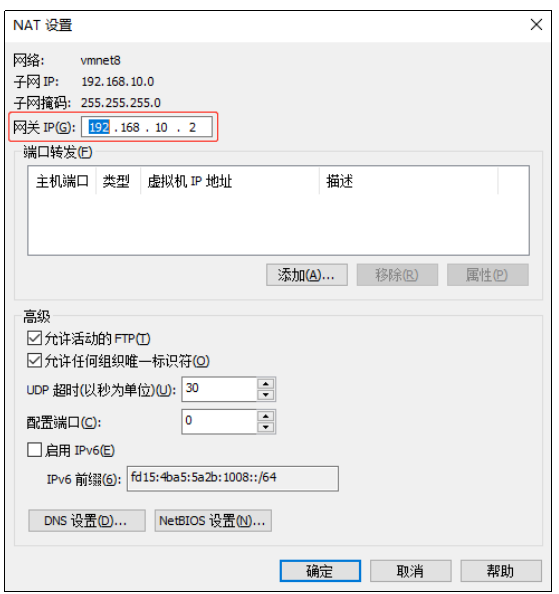 NAT 设置
网络: vmnet8
子网 IP: 192.168.10.0
子网掩码: 255.255.255.0
网关 IP(G): 192 . 168 . 10 . 2
端口转发(F)
主机端口 类型 虚拟机 IP 地址 描述
添加(A)... 移除(R) 属性(P)
高级
允许活动的 FTP(T)
允许任何组织唯一标识符(O)
UDP 超时(以秒为单位)(U): 30
配置端口(C): 0
启用 IPv6(E)
IPv6 前缀(6): fd15:4ba5:5a2b:1008::/64
DNS 设置(D)... NetBIOS 设置(N)...
确定 取消 帮助